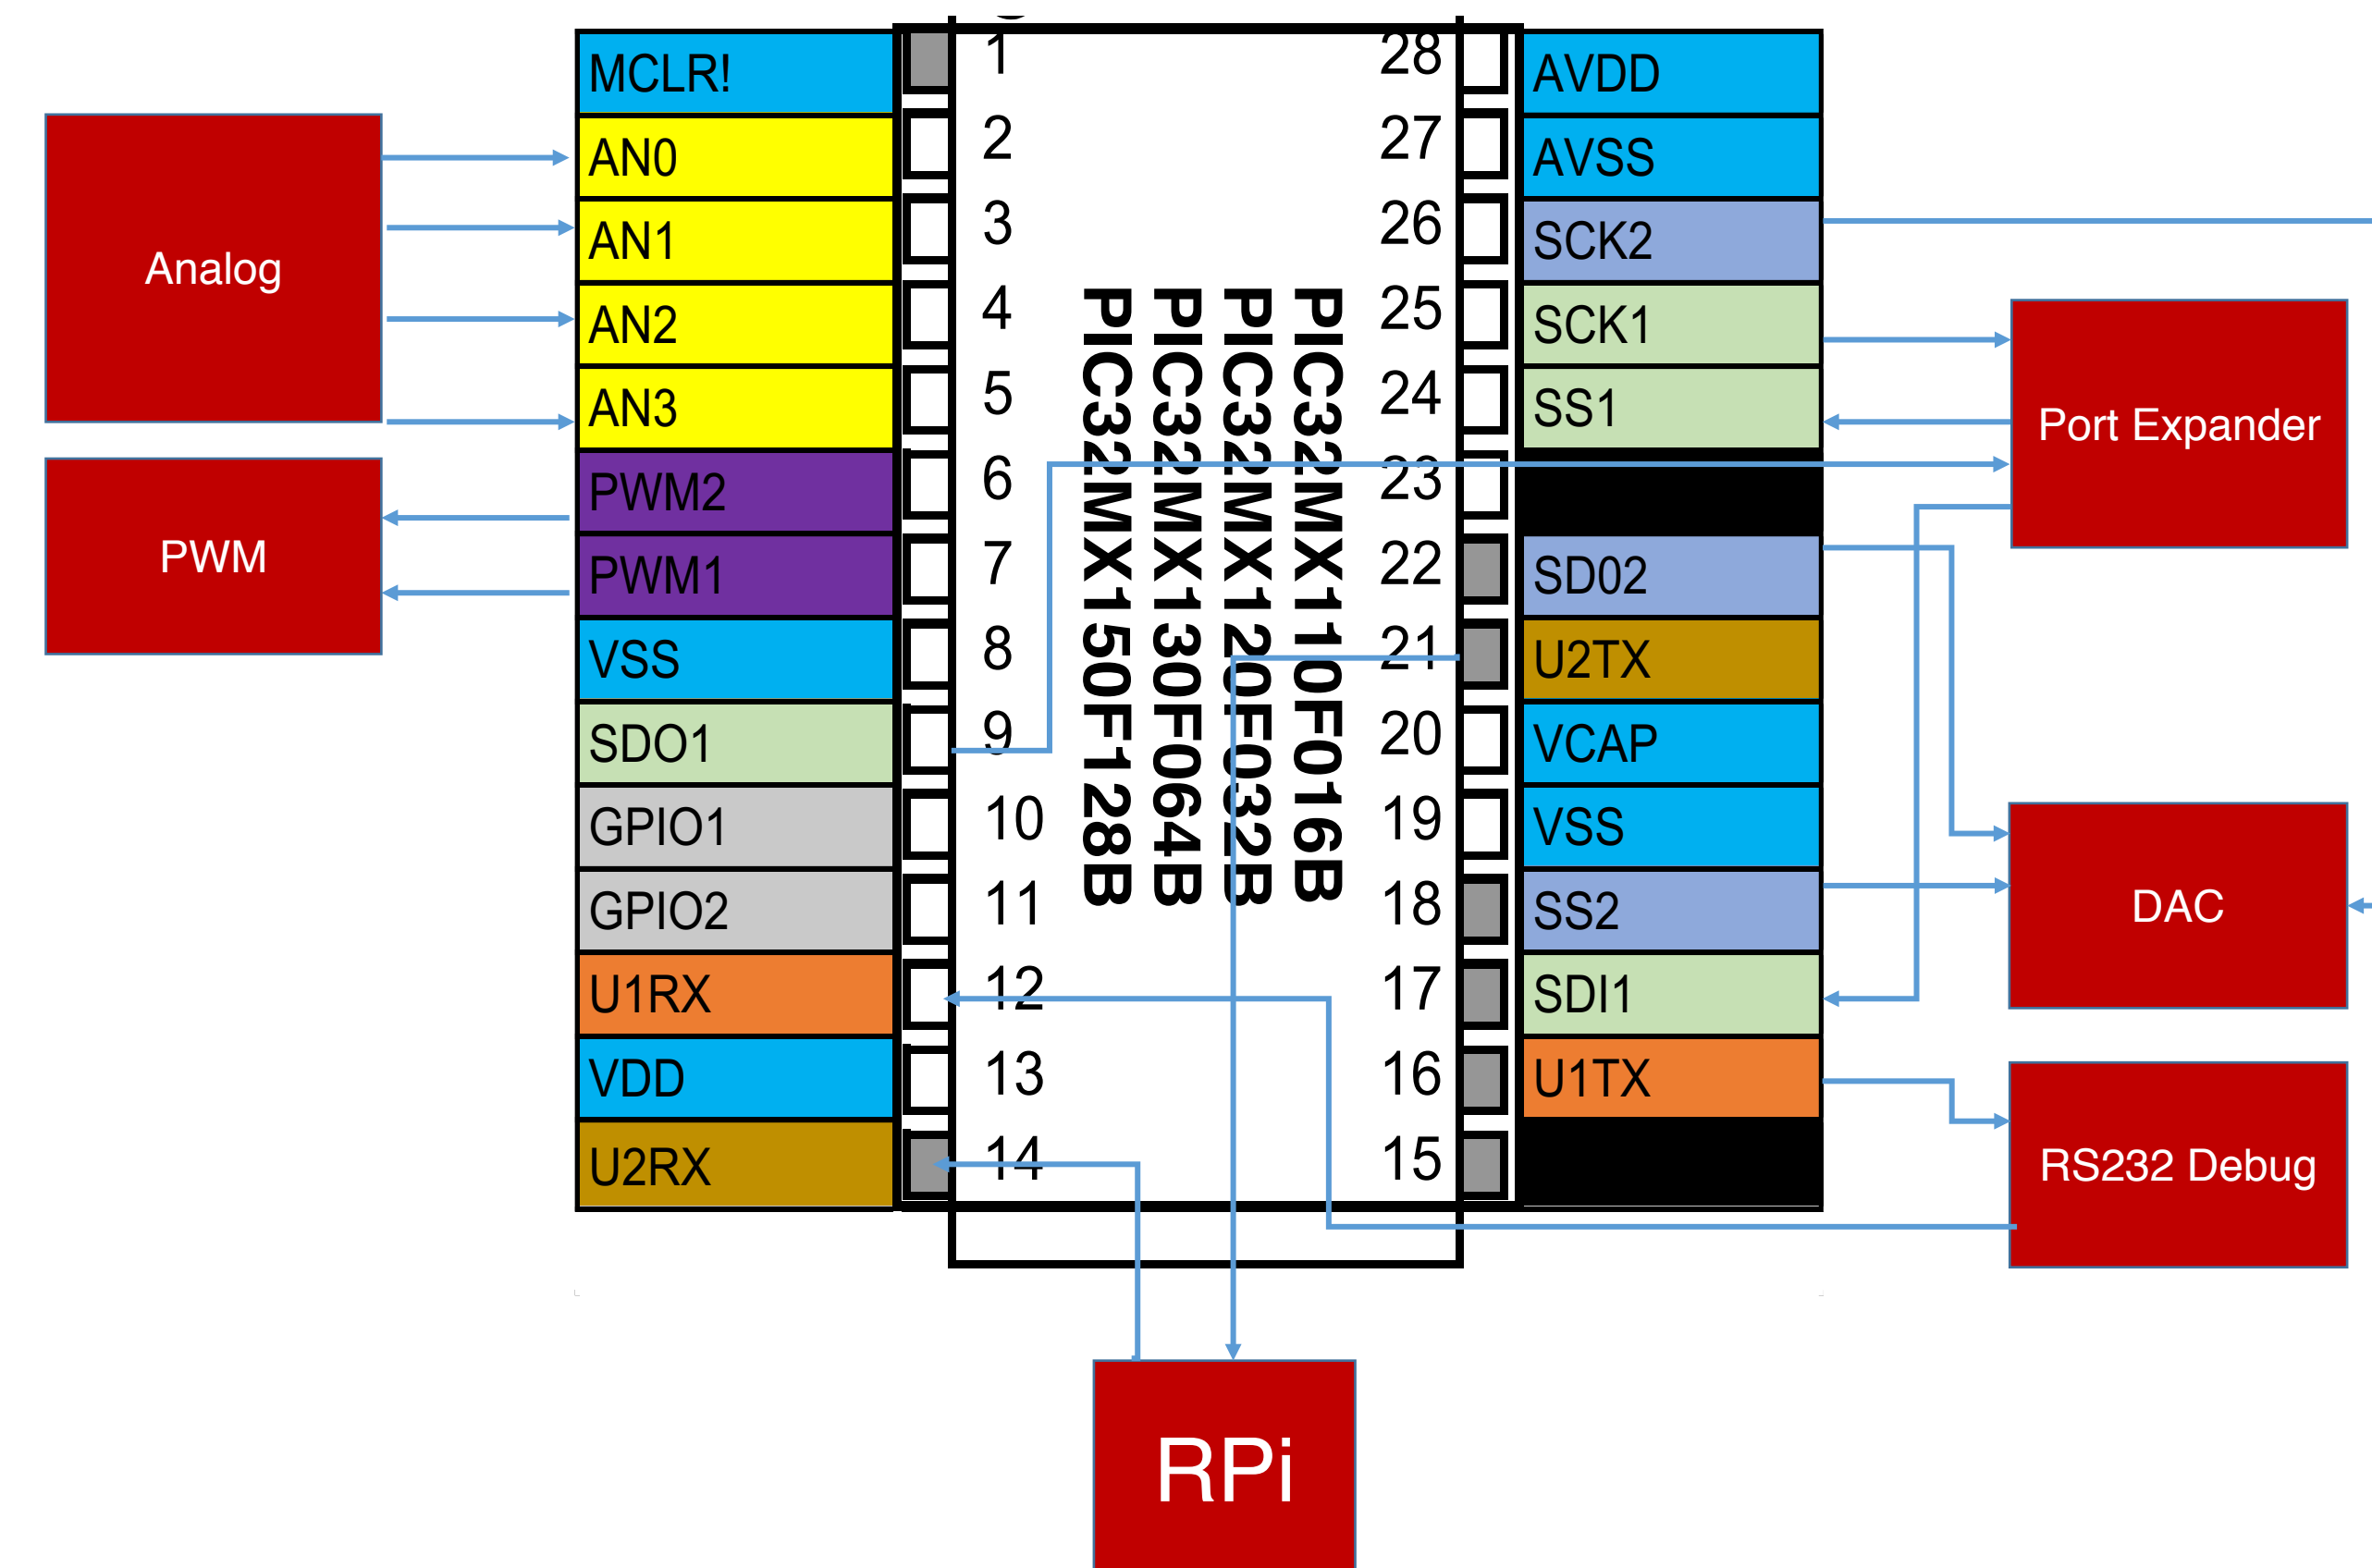 MCLR!
AN0
AN1
AN2
AN3
PWM2
PWM1
VSS
SDO1
GPIO1
GPIO2
U1RX
VDD
U2RX
1
2
3
4
5
6
7
8
9
10
11
12
13
14
PIC32MX110F016B
PIC32MX120F032B
PIC32MX130F064B
PIC32MX150F128B
28
27
26
25
24
23
22
21
20
19
18
17
16
15
AVDD
AVSS
SCK2
SCK1
SS1
SD02
U2TX
VCAP
VSS
SS2
SDI1
U1TX
Analog
PWM
Port Expander
DAC
RS232 Debug
RPi